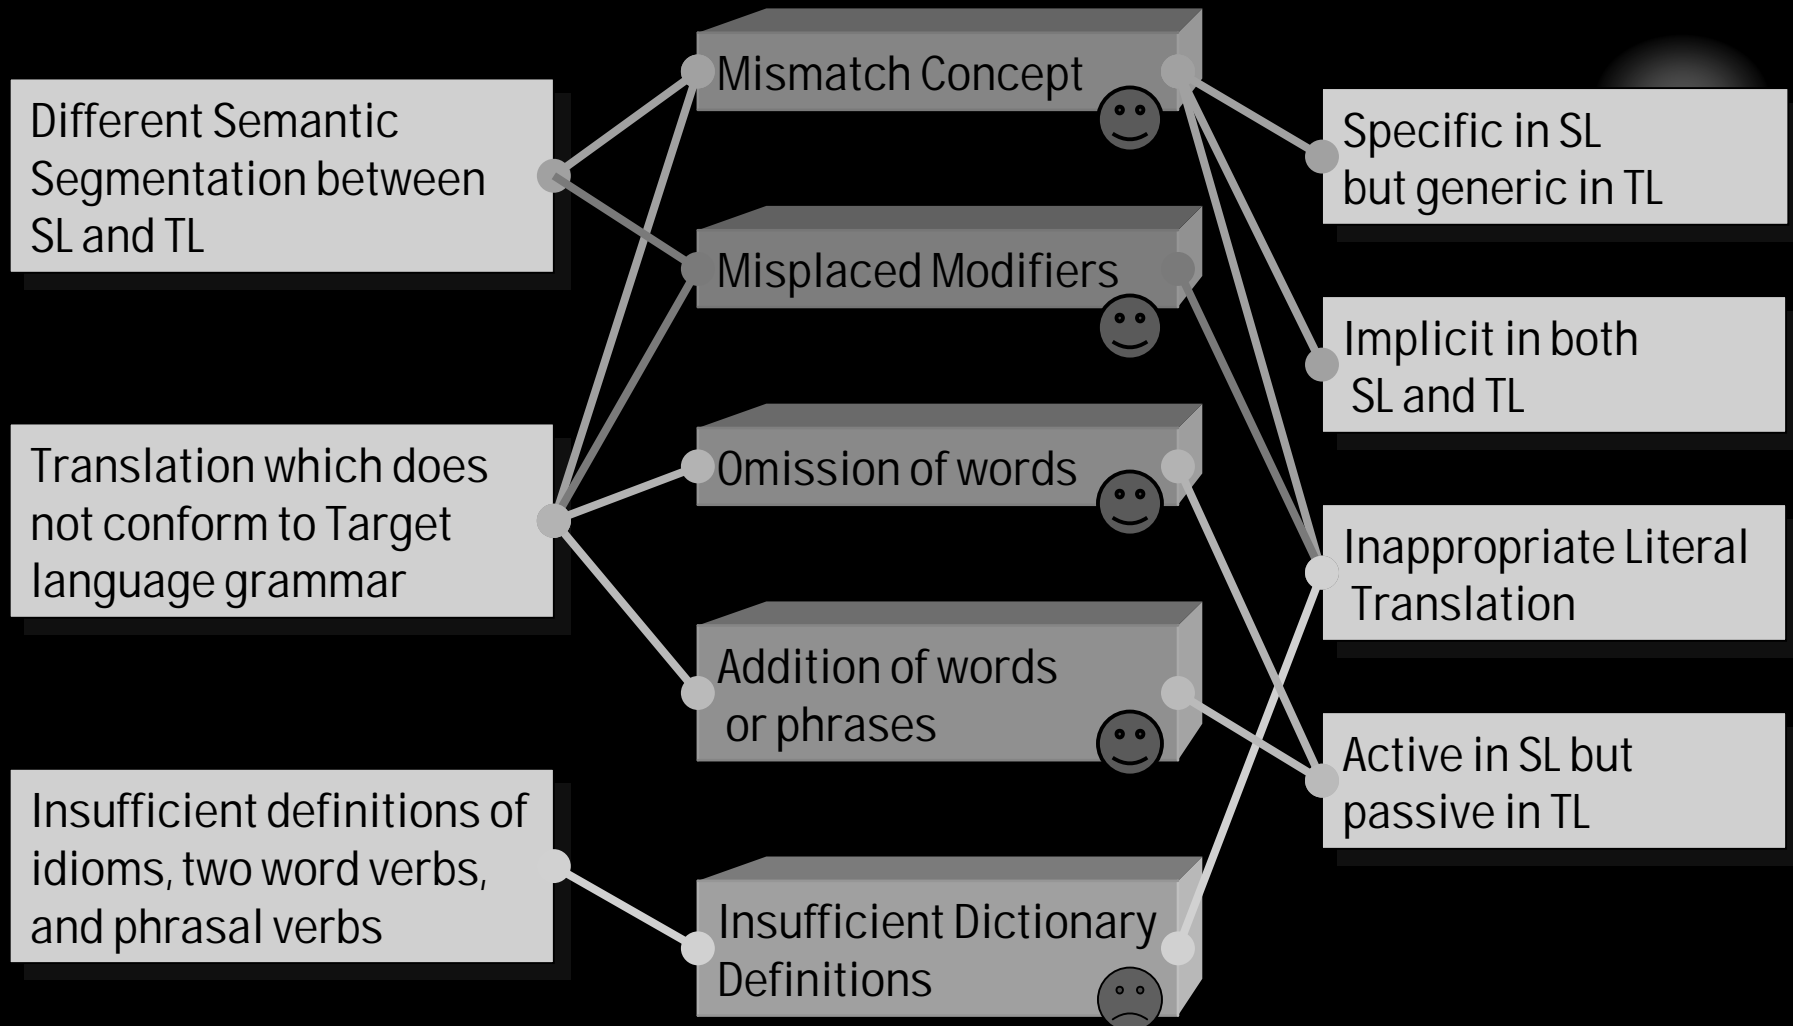 Different Semantic
Segmentation between
SL and TL
Translation which does
not conform to Target
language grammar
Insufficient definitions of
idioms, two word verbs,
and phrasal verbs
Mismatch Concept
Misplaced Modifiers
Omission of words
Addition of words
or phrases
Insufficient Dictionary
Definitions
Specific in SL
but generic in TL
Implicit in both
SL and TL
Inappropriate Literal
Translation
Active in SL but
passive in TL